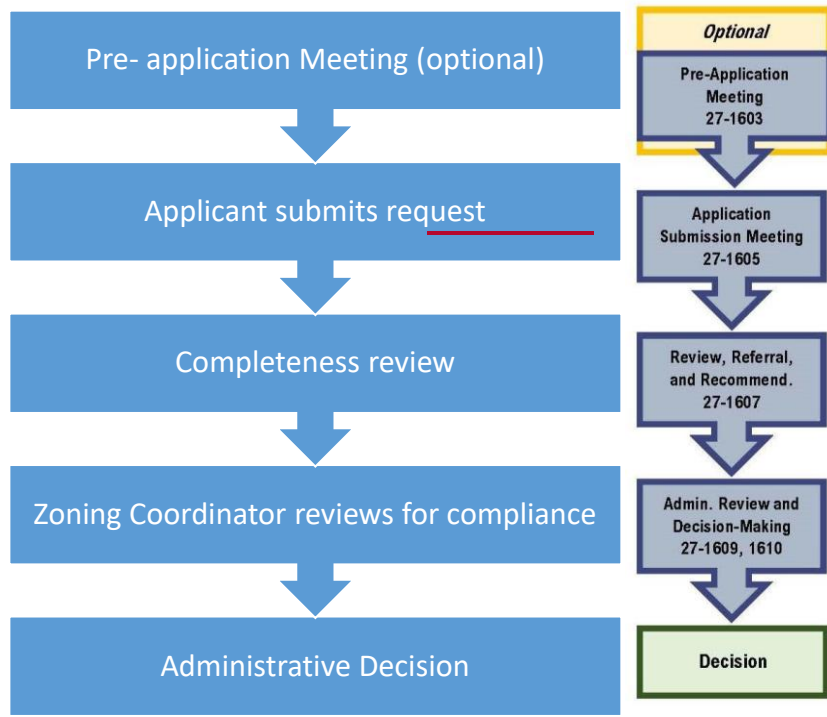 Pre- application Meeting (optional)
Applicant submits request
Completeness review
Zoning Coordinator reviews for compliance
Administrative Decision
Optional
Pre-Application
Meeting
27-1603
Application
Submission Meeting
27-1605
Review, Referral,
and Recommend.
27-1607
Admin. Review and
Decision-Making
27-1609, 1610
Decision